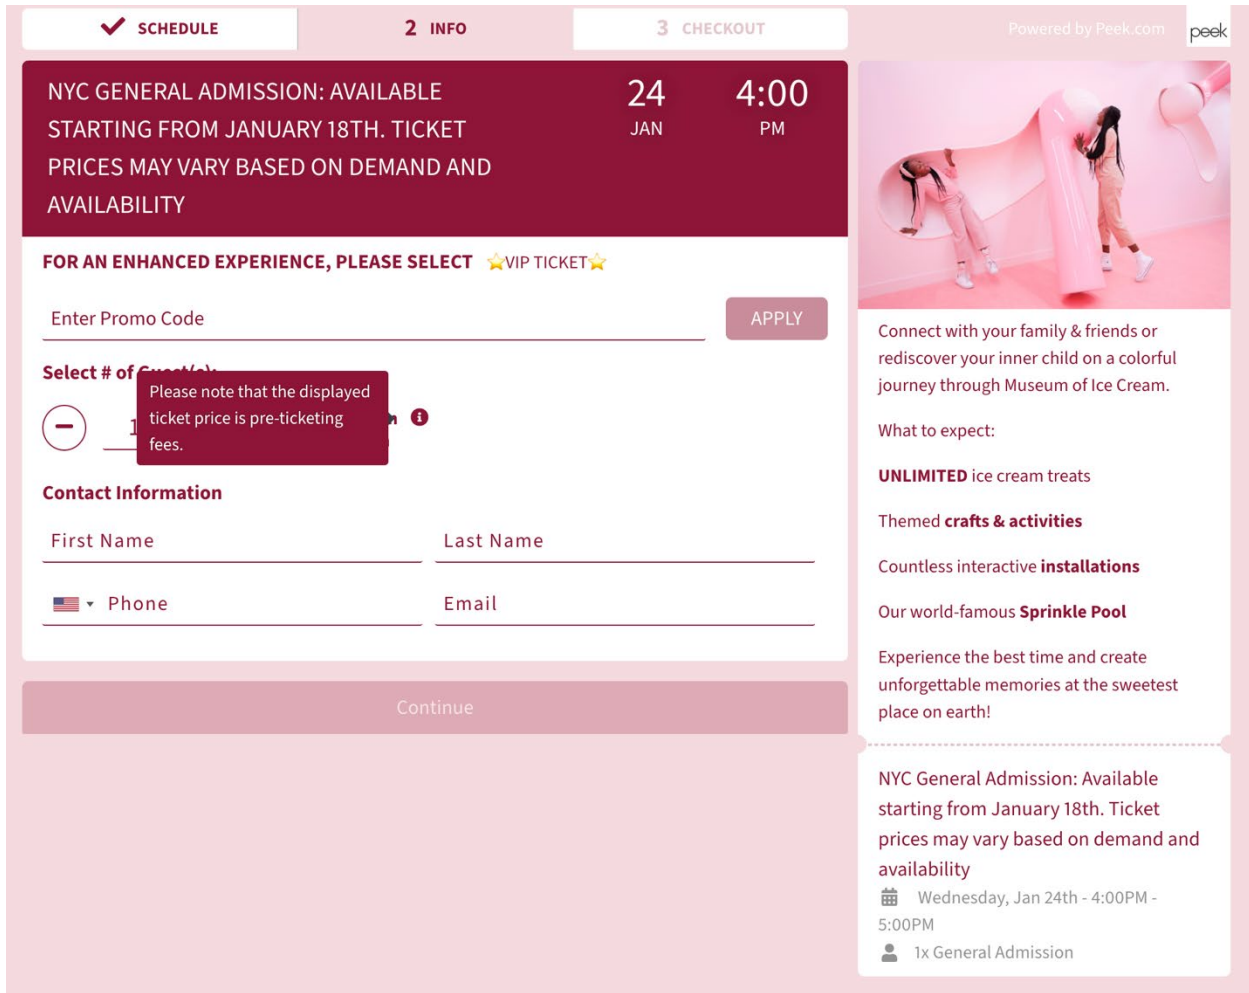 SCHEDULE
2 INFO
3 CHECKOUT
Powered by Peek.com
peek
NYC GENERAL ADMISSION: AVAILABLE
STARTING FROM JANUARY 18TH. TICKET
PRICES MAY VARY BASED ON DEMAND AND
AVAILABILITY
24
JAN
4:00
PM
FOR AN ENHANCED EXPERIENCE, PLEASE SELECT ⭐VIP TICKET⭐
Enter Promo Code
APPLY
Select # of
Please note that the displayed
ticket price is pre-ticketing
fees.
1
Contact Information
First Name
Last Name
Phone
Email
Continue
Connect with your family & friends or
rediscover your inner child on a colorful
journey through Museum of Ice Cream.
What to expect:
UNLIMITED ice cream treats
Themed crafts & activities
Countless interactive installations
Our world-famous Sprinkle Pool
Experience the best time and create
unforgettable memories at the sweetest
place on earth!
NYC General Admission: Available
starting from January 18th. Ticket
prices may vary based on demand and
availability
Wednesday, Jan 24th - 4:00PM -
5:00PM
1x General Admission